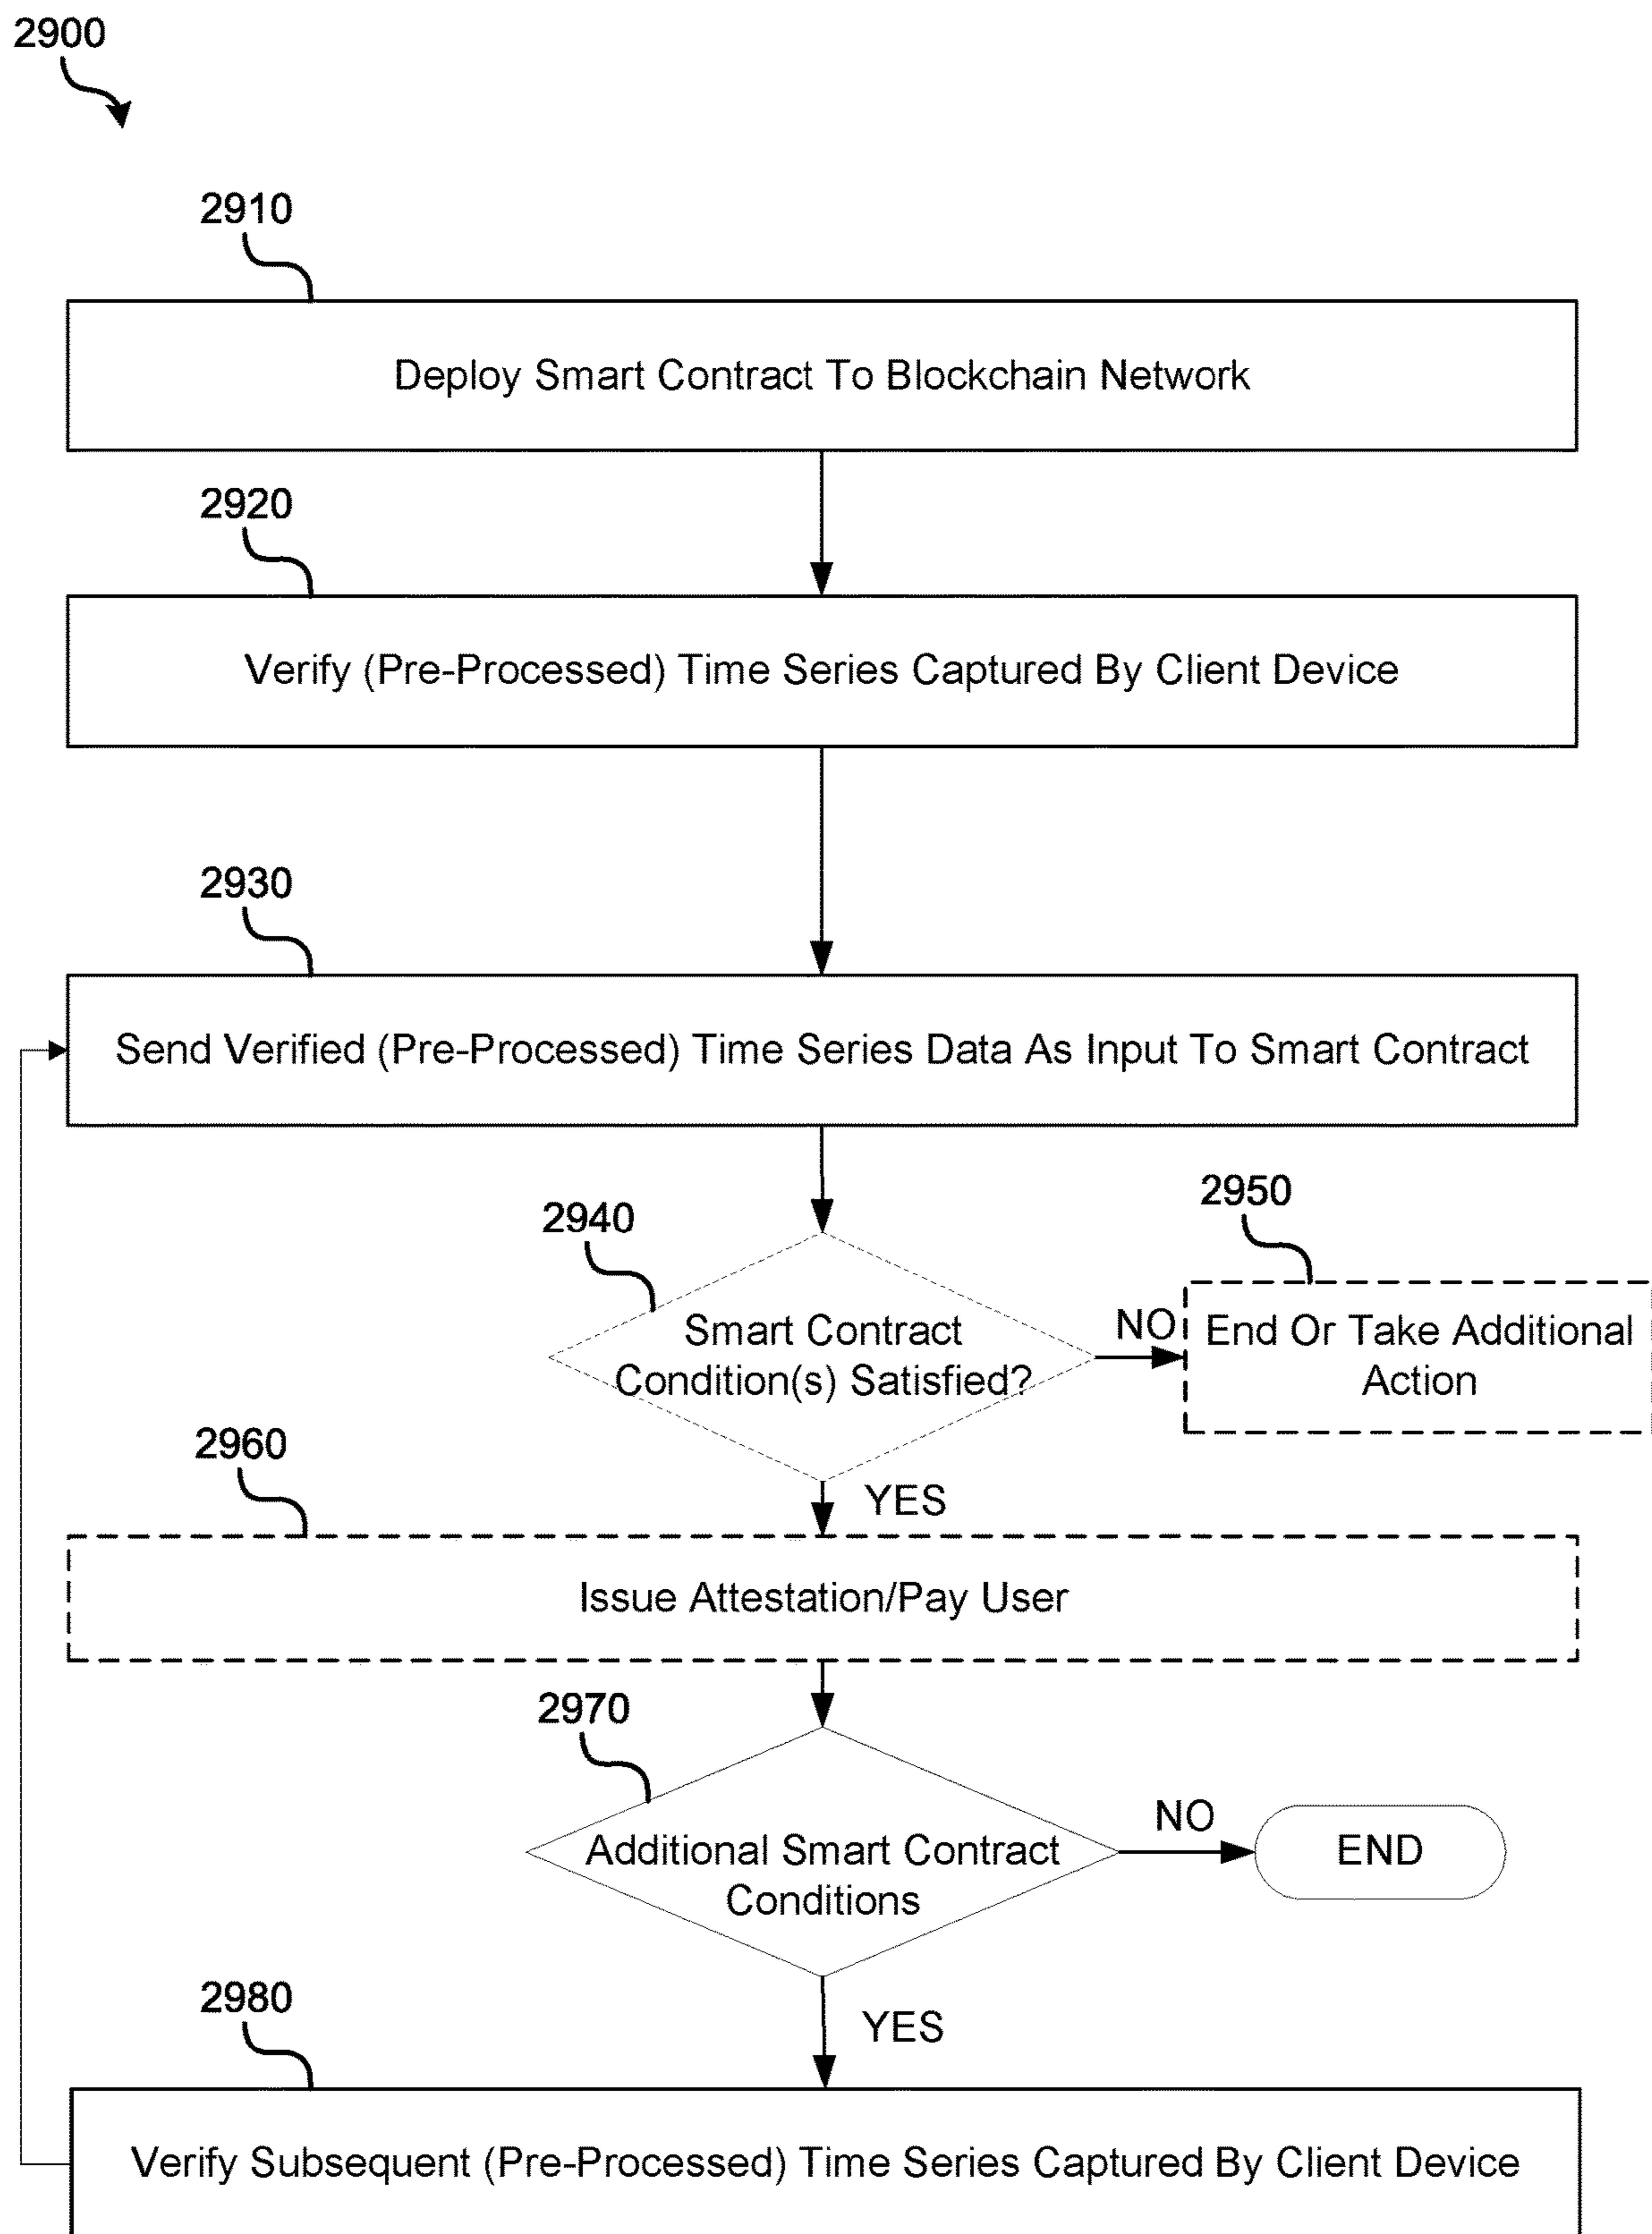 2900
2910
Deploy Smart Contract To Blockchain Network
2920
Verify (Pre-Processed) Time Series Captured By Client Device
2930
Send Verified (Pre-Processed) Time Series Data As Input To Smart Contract
2940
Smart Contract
Condition(s) Satisfied?
NO
2950
End Or Take Additional
Action
YES
2960
Issue Attestation/Pay User
2970
Additional Smart Contract
Conditions
NO
END
YES
2980
Verify Subsequent (Pre-Processed) Time Series Captured By Client Device